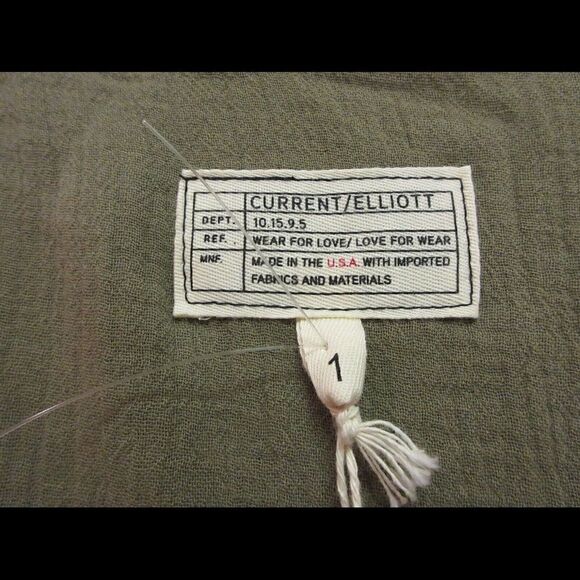 CURRENT/ELLIOTT
DEPT. 10.15.9.5
REF. WEAR FOR LOVE/ LOVE FOR WEAR
MNF. MADE IN THE U.S.A. WITH IMPORTED
FABRICS AND MATERIALS
1